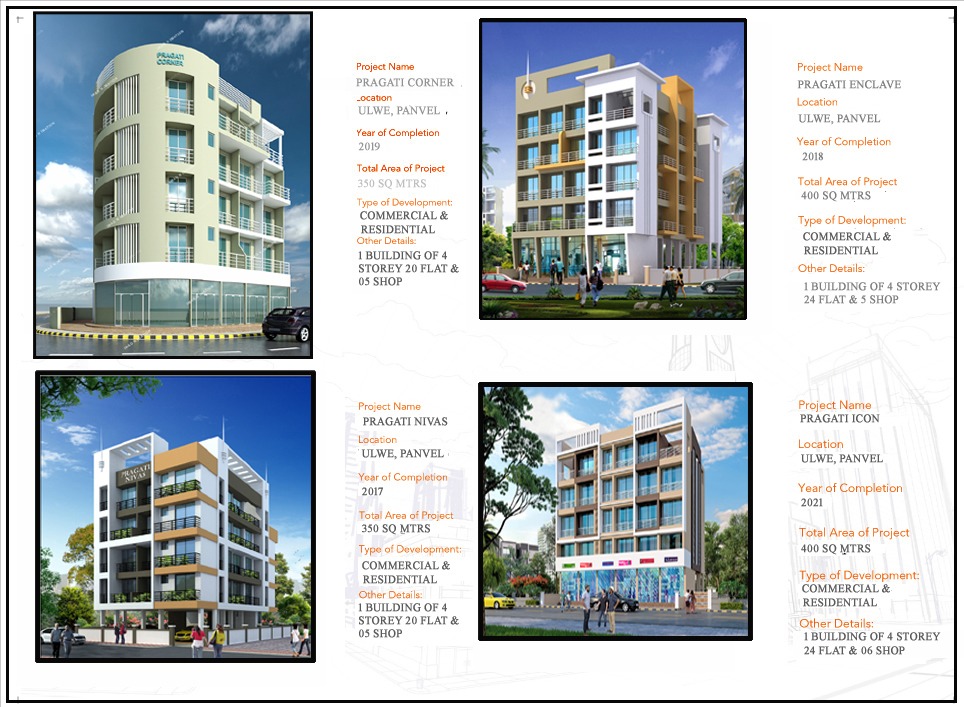 PRAGATI
CORNER
Project Name
PRAGATI CORNER
Location
ULWE, PANVEL
Year of Completion
2019
Total Area of Project
350 SQ MTRS
Type of Development:
COMMERCIAL &
RESIDENTIAL
Other Details:
1 BUILDING OF 4
STOREY 20 FLAT &
05 SHOP
Project Name
PRAGATI ENCLAVE
Location
ULWE, PANVEL
Year of Completion
2018
Total Area of Project
400 SQ MTRS
Type of Development:
COMMERCIAL &
RESIDENTIAL
Other Details:
1 BUILDING OF 4 STOREY
24 FLAT & 5 SHOP
PRAGATI
NIVAS
Project Name
PRAGATI NIVAS
Location
ULWE, PANVEL
Year of Completion
2017
Total Area of Project
350 SQ MTRS
Type of Development:
COMMERCIAL &
RESIDENTIAL
Other Details:
1 BUILDING OF 4
STOREY 20 FLAT &
05 SHOP
Project Name
PRAGATI ICON
Location
ULWE, PANVEL
Year of Completion
2021
Total Area of Project
400 SQ MTRS
Type of Development:
COMMERCIAL &
RESIDENTIAL
Other Details:
1 BUILDING OF 4 STOREY
24 FLAT & 06 SHOP